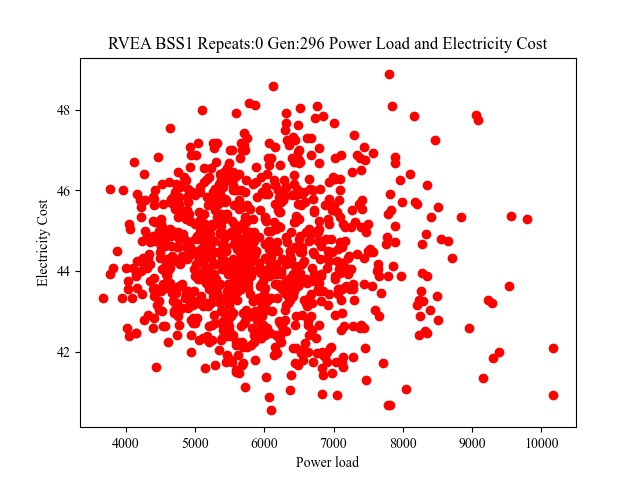 RVEA BSS1 Repeats:0 Gen:296 Power Load and Electricity Cost
48
46
44
42
Electricity Cost
4000 5000 6000 7000 8000 9000 10000
Power load